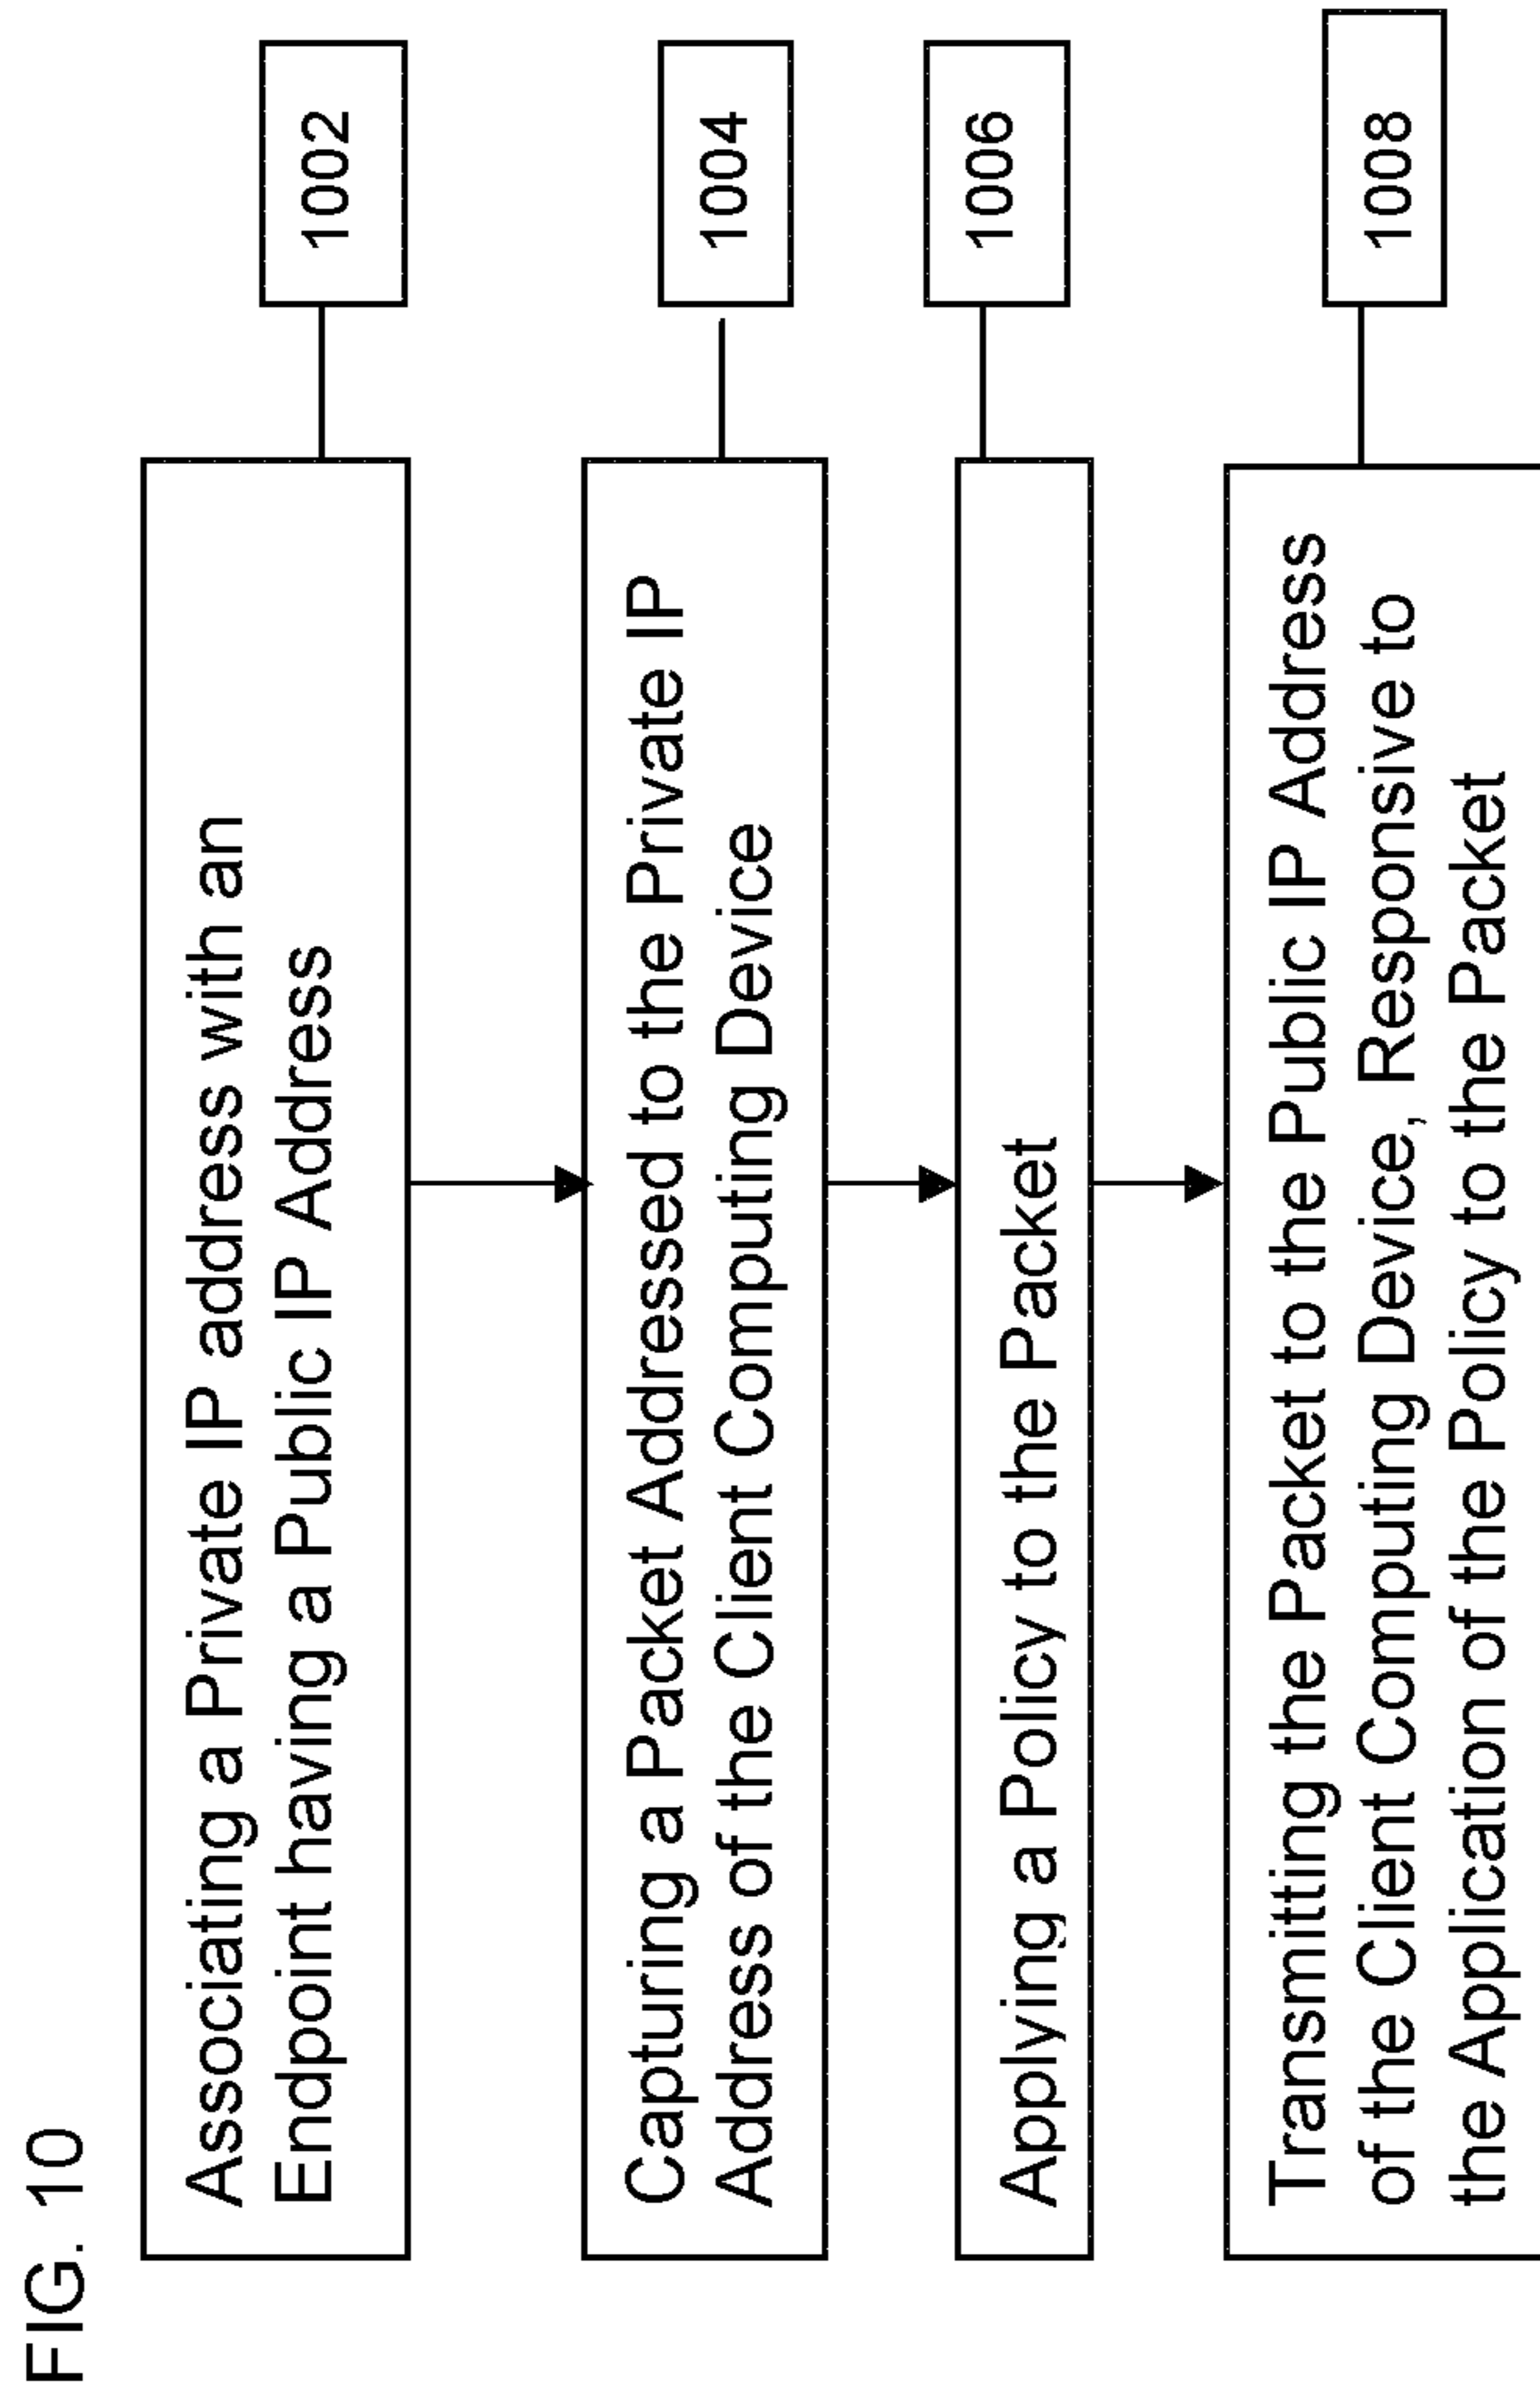 FIG. 10
Associating a Private IP address with an
Endpoint having a Public IP Address
1002
Capturing a Packet Addressed to the Private IP
Address of the Client Computing Device
1004
Applying a Policy to the Packet
1006
Transmitting the Packet to the Public IP Address
of the Client Computing Device, Responsive to
the Application of the Policy to the Packet
1008